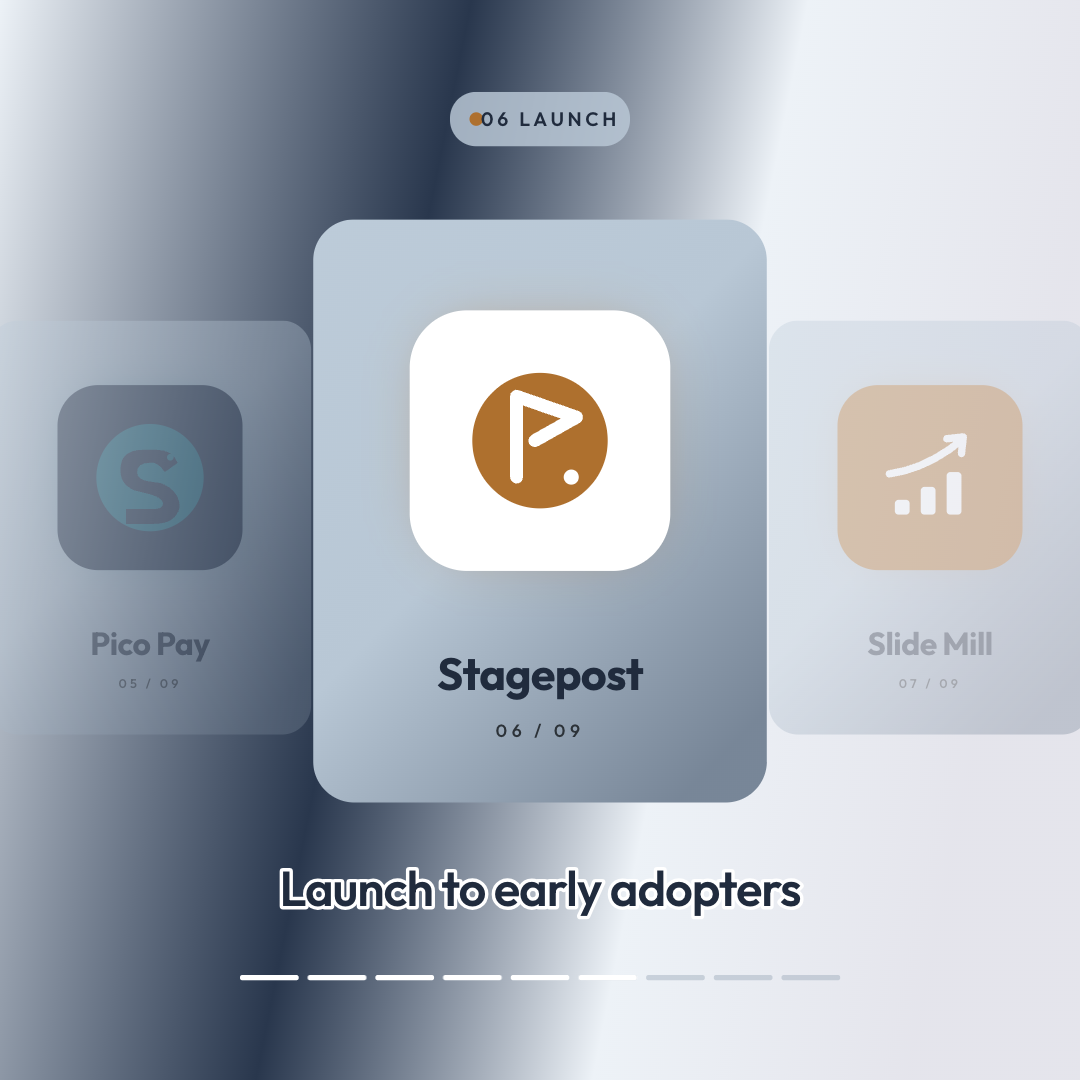 06 LAUNCH
Pico Pay
05 / 09
Stagepost
06 / 09
Slide Mill
07 / 09
Launch to early adopters